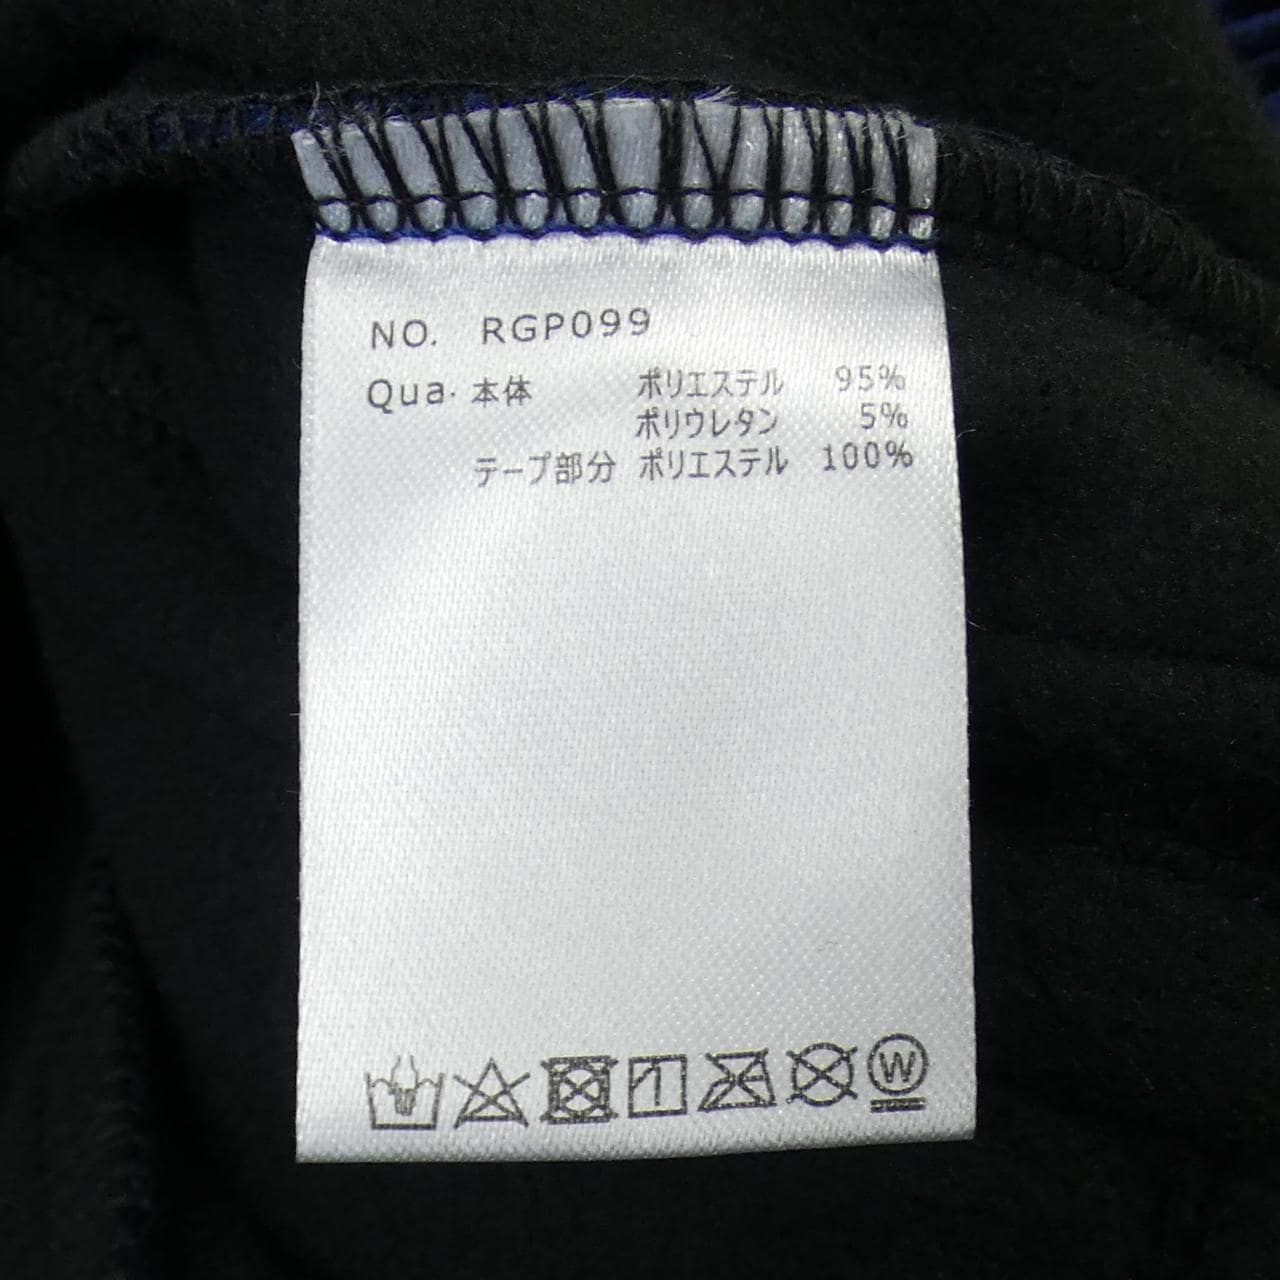 NO. RGP099
Qua. 本体 ポリエステル 95%
ポリウレタン 5%
テープ部分 ポリエステル 100%
W